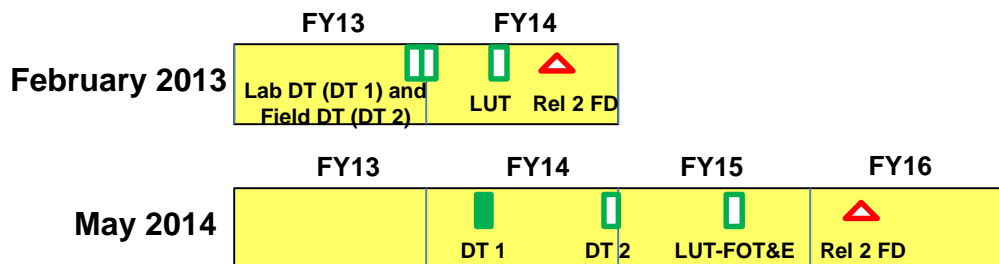 FY13 FY14
February 2013
Lab DT (DT 1) and
Field DT (DT 2)
LUT Rel 2 FD
FY13 FY14 FY15 FY16
May 2014
DT 1 DT 2 LUT-FOT&E Rel 2 FD